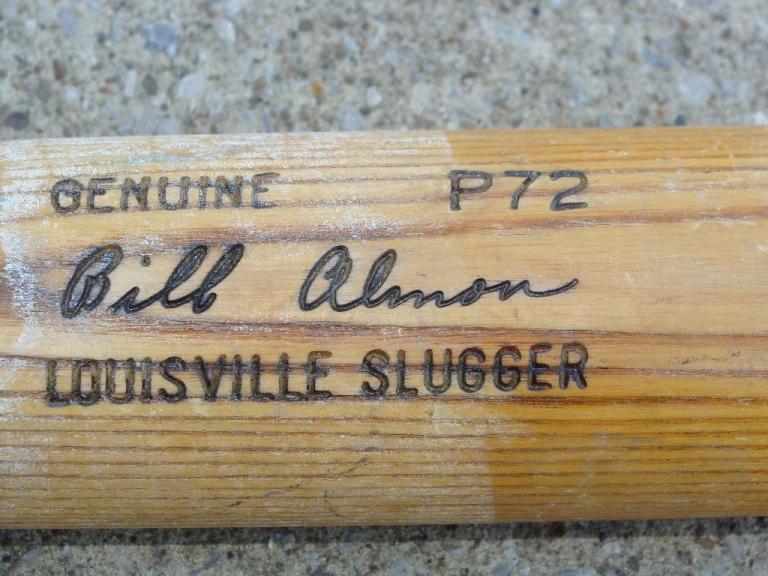 GENUINE P72
Bill Almon
LOUISVILLE SLUGGER